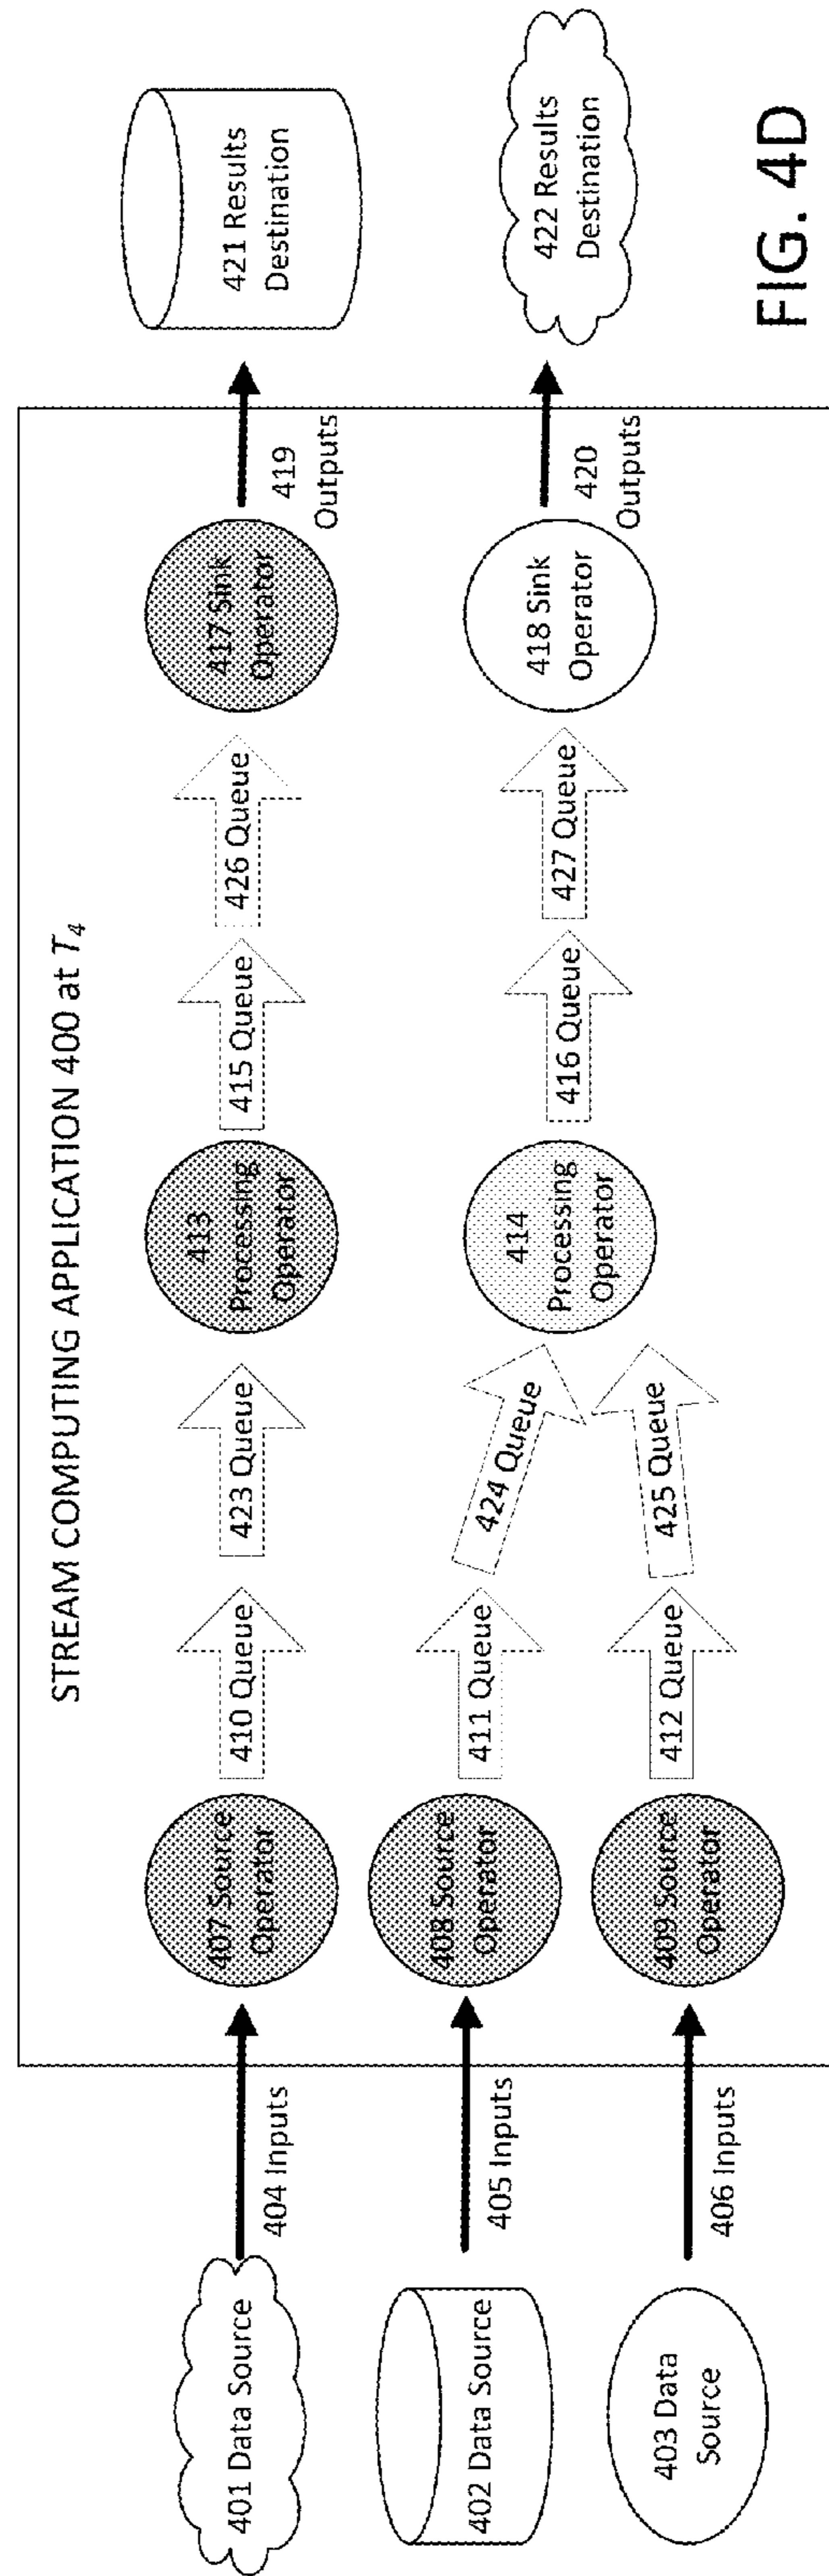 STREAM COMPUTING APPLICATION 400 at T4
401 Data Source
404 Inputs
407 Source
Operator
410 Queue
423 Queue
413
Processing
Operator
415 Queue
426 Queue
417 Sink
Operator
419
Outputs
421 Results
Destination
402 Data Source
405 Inputs
408 Source
Operator
411 Queue
424 Queue
414
Processing
Operator
416 Queue
427 Queue
418 Sink
Operator
420
Outputs
422 Results
Destination
403 Data
Source
406 Inputs
409 Source
Operator
412 Queue
425 Queue
FIG. 4D